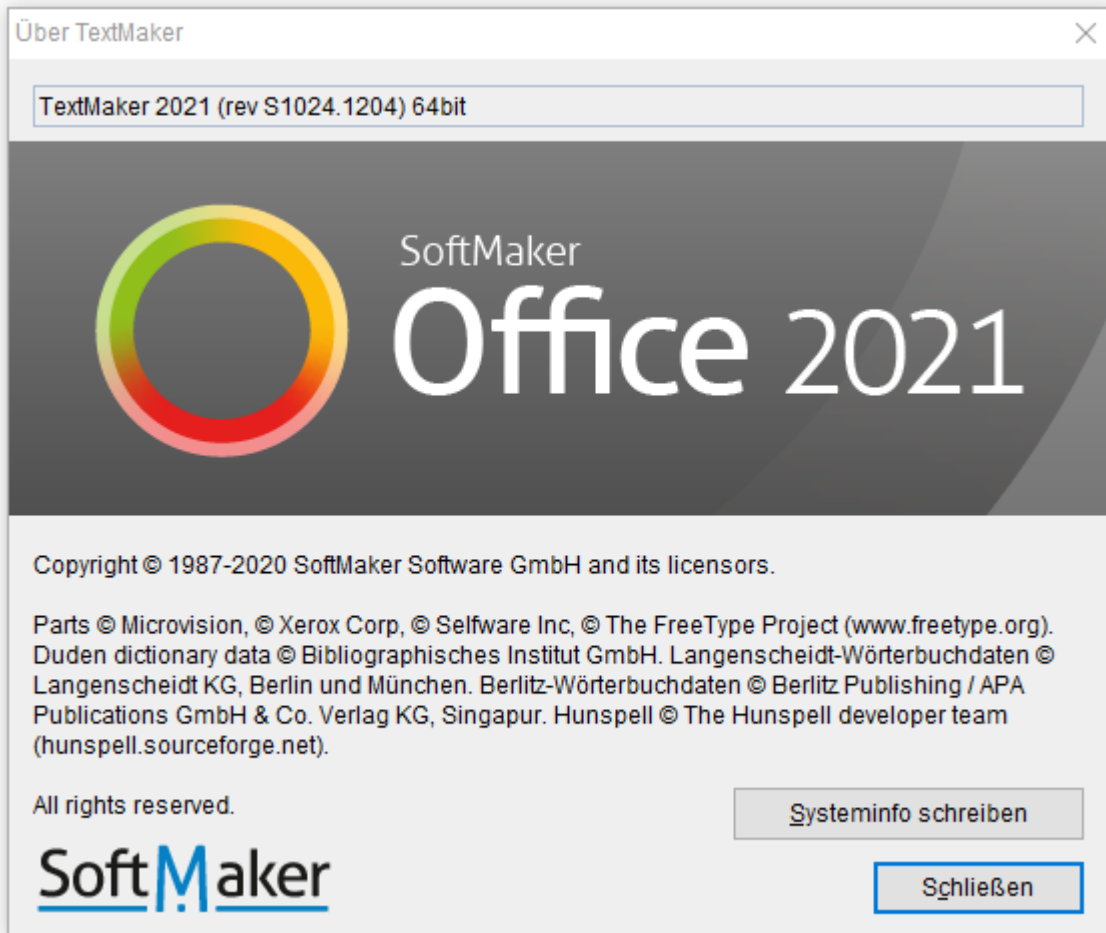 Über TextMaker
TextMaker 2021 (rev S1024.1204) 64bit
SoftMaker
Office 2021
Copyright © 1987-2020 SoftMaker Software GmbH and its licensors.
Parts © Microvision, © Xerox Corp, © Selfware Inc, © The FreeType Project (www.freetype.org).
Duden dictionary data © Bibliographisches Institut GmbH. Langenscheidt-Wörterbuchdaten ©
Langenscheidt KG, Berlin und München. Berlitz-Wörterbuchdaten © Berlitz Publishing / APA
Publications GmbH & Co. Verlag KG, Singapur. Hunspell © The Hunspell developer team
(hunspell.sourceforge.net).
All rights reserved.
Systeminfo schreiben
SoftMaker
Schließen